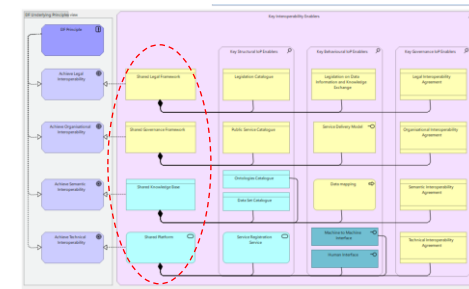 DP Underlying Principles view
Key Interoperability Enablers
DP Principle
Key Structural IoP Enablers
Key Behavioural IoP Enablers
Key Governance IoP Enablers
Achieve Legal
Interoperability
Shared Legal Framework
Legislation Catalogue
Legislation on Data
Information and Knowledge
Exchange
Legal Interoperability
Agreement
Achieve Organisational
Interoperability
Shared Governance Framework
Public Service Catalogue
Service Delivery Model
Organisational Interoperability
Agreement
Achieve Semantic
Interoperability
Shared Knowledge Base
Ontologies Catalogue
Data Set Catalogue
Data mapping
Semantic Interoperability
Agreement
Achieve Technical
Interoperability
Shared Platform
Service Registration
Service
Machine to Machine
Interface
Human Interface
Technical Interoperability
Agreement